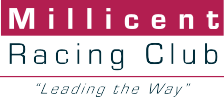 Millicent
Racing Club
"Leading the Way"